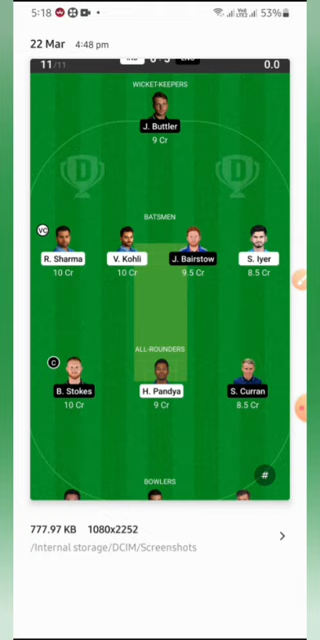 5:18
53%
22 Mar 4:48 pm
11/11
0.0
WICKET-KEEPERS
J. Buttler
9 Cr
BATSMEN
VC
R. Sharma V. Kohli J. Bairstow S. Iyer
10 Cr 10 Cr 9.5 Cr 8.5 Cr
ALL-ROUNDERS
C
B. Stokes H. Pandya S. Curran
10 Cr 9 Cr 8.5 Cr
#
BOWLERS
777.97 KB 1080x2252
/Internal storage/DCIM/Screenshots